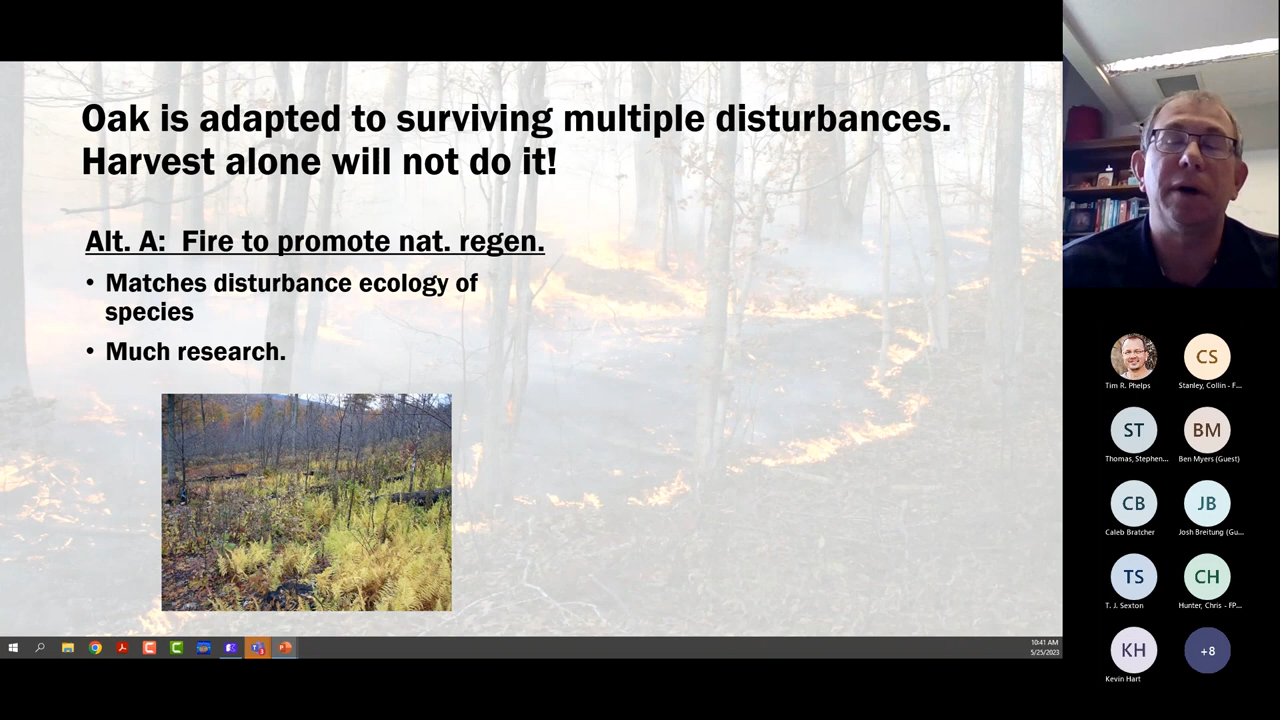 Oak is adapted to surviving multiple disturbances.
Harvest alone will not do it!
Alt. A: Fire to promote nat. regen.
• Matches disturbance ecology of
species
• Much research.
10:41 AM
5/25/2023
Tim R. Phelps
CS
Stanley, Collin - F...
ST
Thomas, Stephen...
BM
Ben Myers (Guest)
CB
Caleb Bratcher
JB
Josh Breitung (Gu...
TS
T. J. Sexton
CH
Hunter, Chris - FP...
KH
Kevin Hart
+8